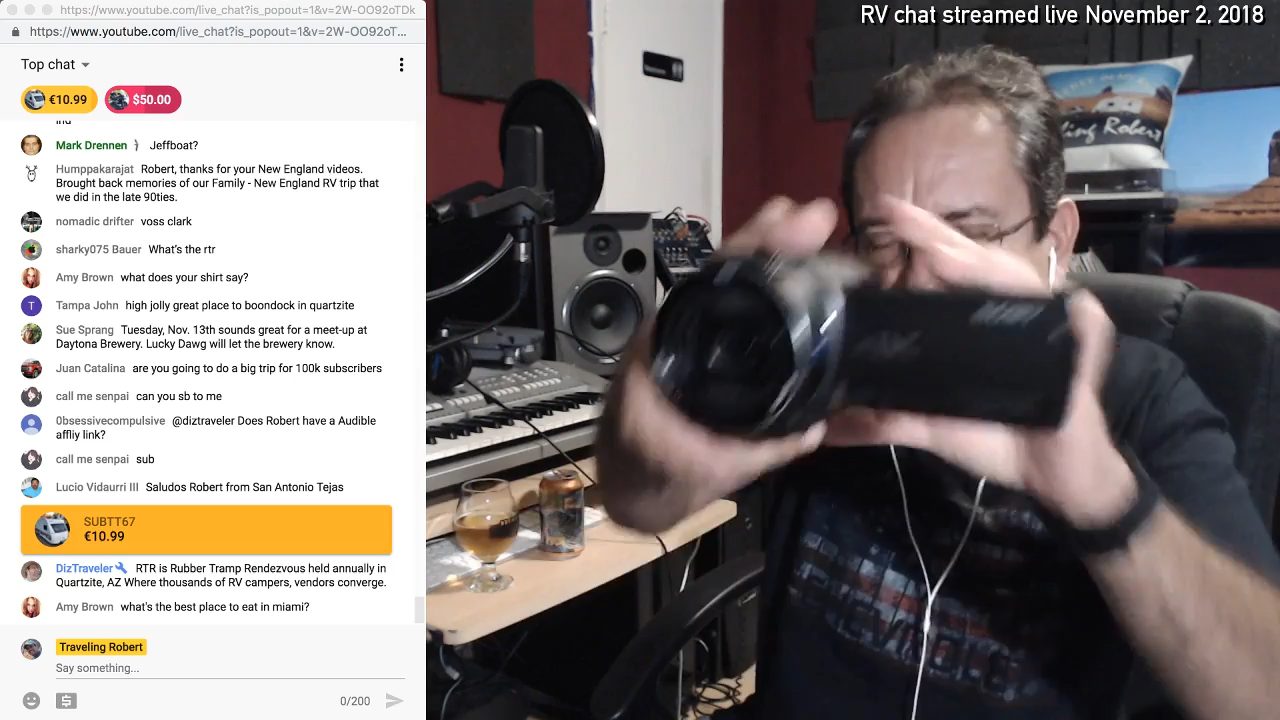 https://www.youtube.com/live_chat?is_popout=1&v=2W-OO92oTDk
RV chat streamed live November 2, 2018
https://www.youtube.com/live_chat?is_popout=1&v=2W-OO92oT...
Top chat
€10.99 $50.00
Mark Drennen Jeffboat?
Humppakarajat Robert, thanks for your New England videos.
Brought back memories of our Family - New England RV trip that
we did in the late 90ties.
nomadic drifter voss clark
sharky075 Bauer What's the rtr
Amy Brown what does your shirt say?
T Tampa John high jolly great place to boondock in quartzite
Sue Sprang Tuesday, Nov. 13th sounds great for a meet-up at
Daytona Brewery. Lucky Dawg will let the brewery know.
Juan Catalina are you going to do a big trip for 100k subscribers
call me senpai can you sb to me
0bsessivecompulsive @diztraveler Does Robert have a Audible
affliy link?
call me senpai sub
Lucio Vidaurri III Saludos Robert from San Antonio Tejas
SUBTT67
€10.99
DizTraveler RTR is Rubber Tramp Rendezvous held annually in
Quartzite, AZ Where thousands of RV campers, vendors converge.
Amy Brown what's the best place to eat in miami?
Traveling Robert
Say something...
0/200
ling Robert
4K